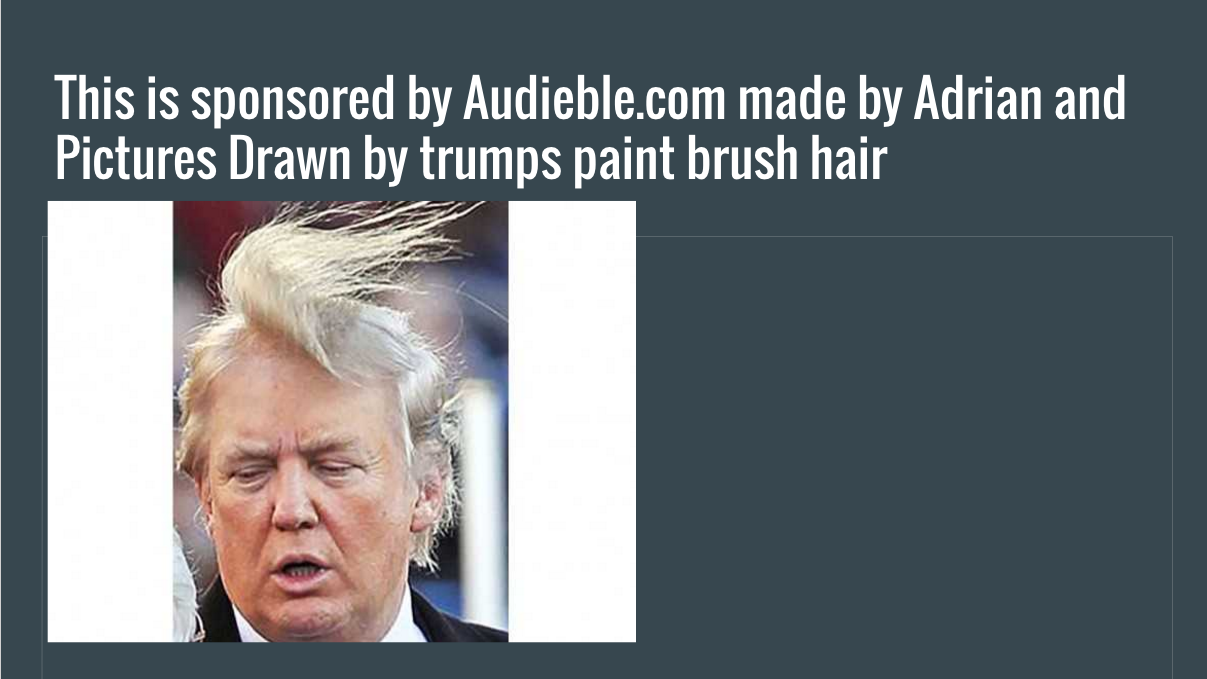 This is sponsored by Audieble.com made by Adrian and
Pictures Drawn by trumps paint brush hair